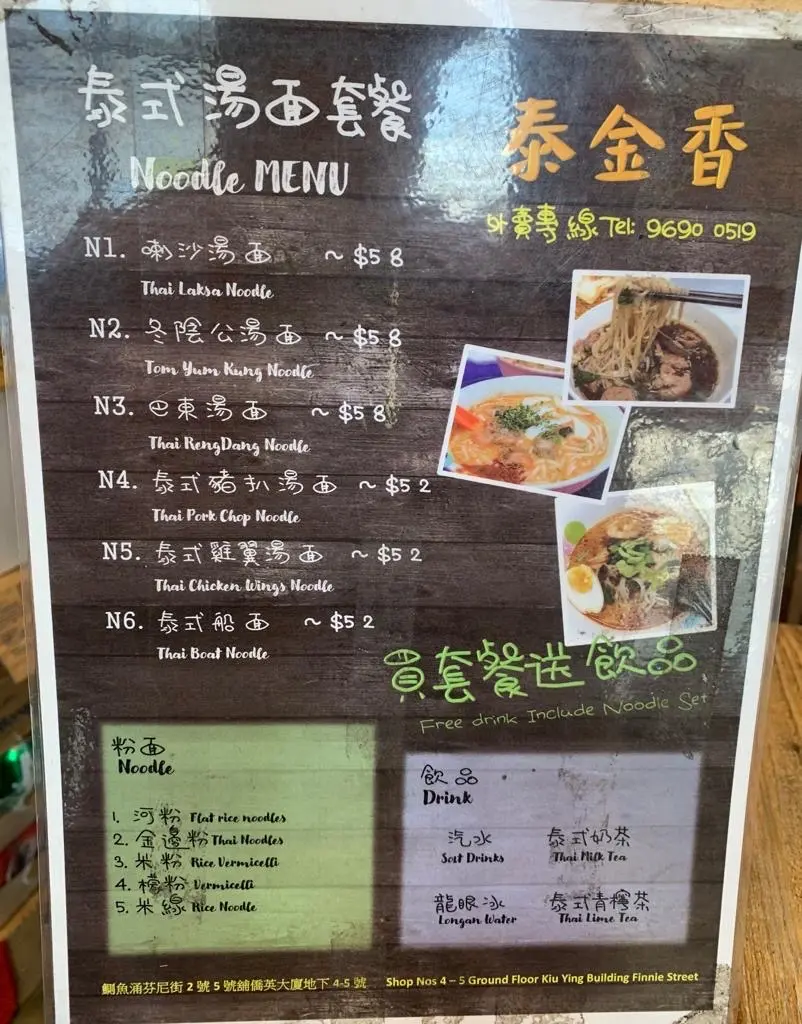 泰式湯面套餐
Noodle MENU
泰金香
外賣專線Tel: 9690 0519
N1. 喇沙湯面 ~ $58
Thai Laksa Noodle
N2. 冬陰公湯面 ~ $58
Tom Yum Kung Noodle
N3. 巴東湯面 ~ $58
Thai RengDang Noodle
N4. 泰式豬扒湯面 ~ $52
Thai Pork Chop Noodle
N5. 泰式雞翼湯面 ~ $52
Thai Chicken Wings Noodle
N6. 泰式船面 ~ $52
Thai Boat Noodle
買套餐送飲品
Free drink Include Noodle Set
粉面
Noodle
1. 河粉 Flat rice noodles
2. 金邊粉 Thai Noodles
3. 米粉 Rice Vermicelli
4. 檬粉 Vermicelli
5. 米線 Rice Noodle
飲品
Drink
汽水 泰式奶茶
Soft Drinks Thai Milk Tea
龍眼冰 泰式青檸茶
Longan Water Thai Lime Tea
鰂魚涌芬尼街 2 號 5 號舖僑英大廈地下 4-5 號 Shop Nos 4 – 5 Ground Floor Kiu Ying Building Finnie Street